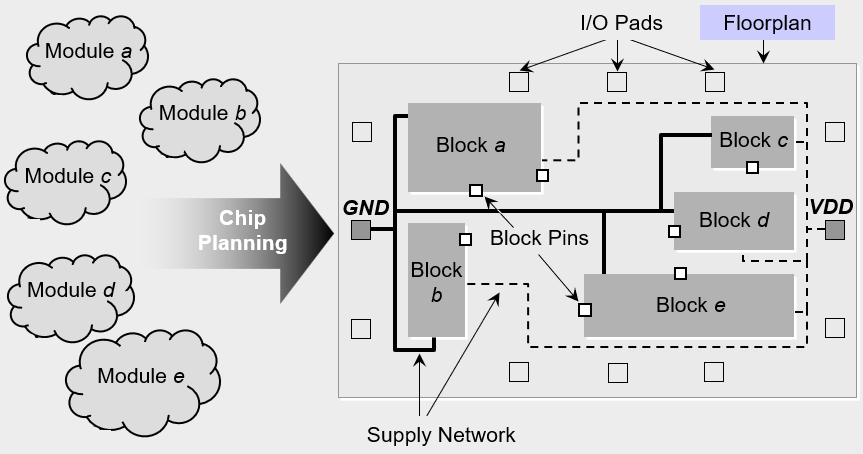 I/O Pads
Floorplan
Module a
Module b
Module c
Module d
Module e
Chip
Planning
GND
VDD
Block a
Block
b
Block c
Block d
Block e
Block Pins
Supply Network